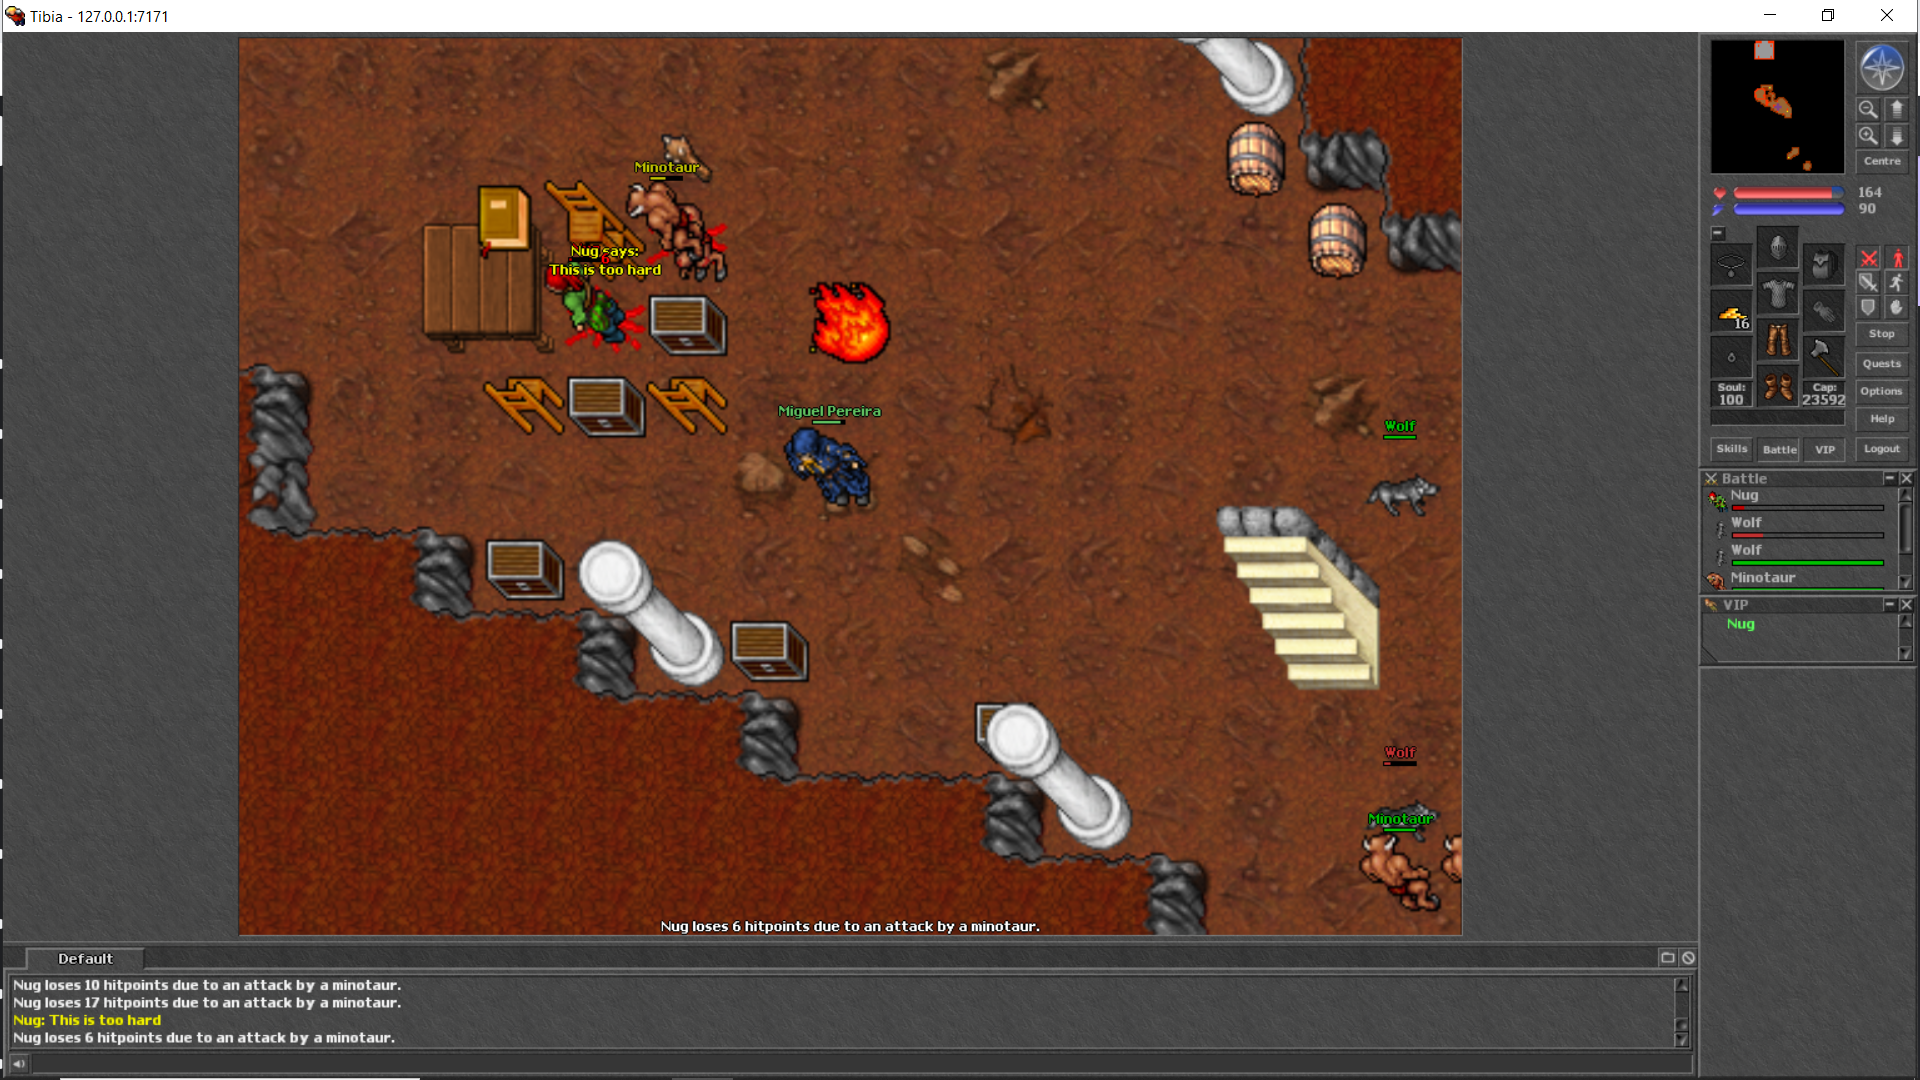 Tibia - 127.0.0.1:7171
Minotaur
Nug says:
6
This is too hard
Miguel Pereira
Wolf
Wolf
Minotaur
Nug loses 6 hitpoints due to an attack by a minotaur.
Centre
164
90
16
Stop
Quests
Soul:
100
Cap:
23592
Options
Help
Skills
Battle
VIP
Logout
Battle
Nug
Wolf
Wolf
Minotaur
VIP
Nug
Default
Nug loses 10 hitpoints due to an attack by a minotaur.
Nug loses 17 hitpoints due to an attack by a minotaur.
Nug: This is too hard
Nug loses 6 hitpoints due to an attack by a minotaur.